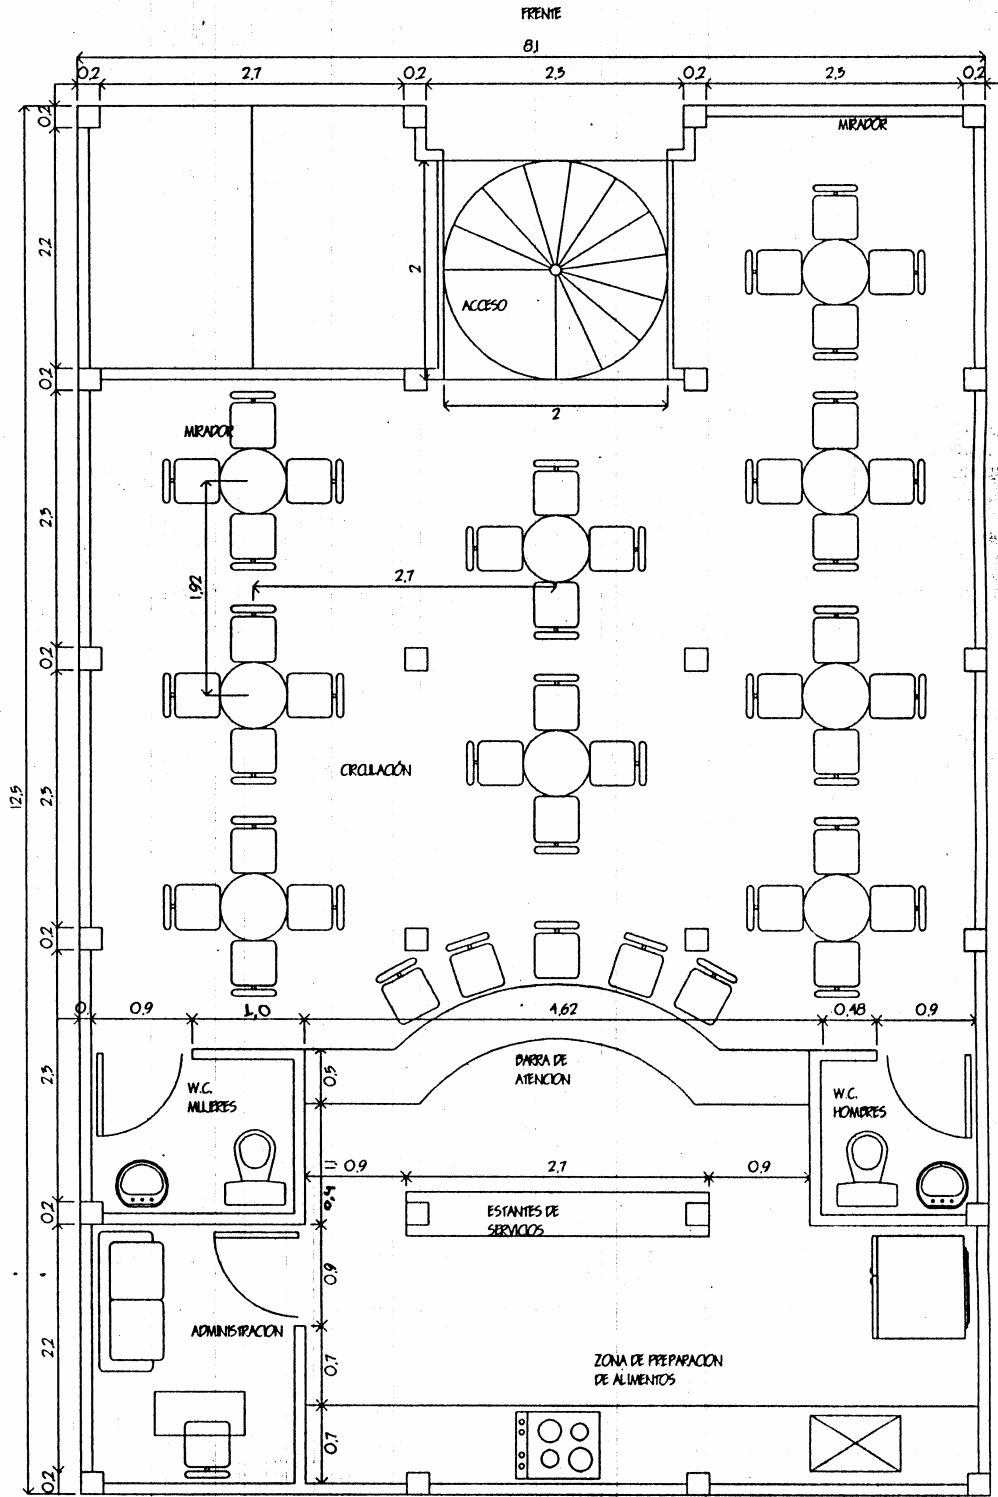 FRENTE
8,1
0,2
2,7
0,2
2,3
0,2
2,3
0,2
0,2
MIRADOR
2,2
2
ACCESO
0,2
2
MIRADOR
2,3
1,92
2,7
0,2
CIRCULACIÓN
2,3
12,5
0,2
0,9
1,0
4,62
0,48
0,9
2,3
BARRA DE
ATENCION
0,5
W.C.
MUJERES
W.C.
HOMBRES
0,9
2,7
0,9
0,2
ESTANTES DE
SERVICIOS
0,9
2,2
ADMINISTRACION
0,7
ZONA DE PREPARACION
DE ALIMENTOS
0,7
0,2